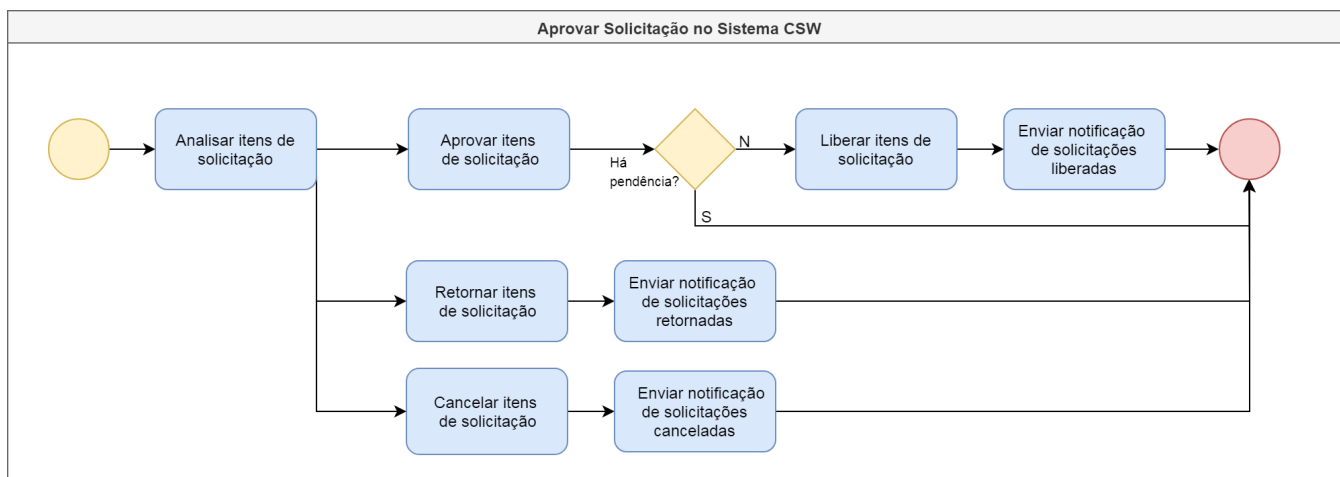 Aprovar Solicitação no Sistema CSW
Analisar itens de
solicitação
Aprovar itens
de solicitação
Há
pendência?
N
S
Liberar itens de
solicitação
Enviar notificação
de solicitações
liberadas
Retornar itens
de solicitação
Enviar notificação
de solicitações
retornadas
Cancelar itens
de solicitação
Enviar notificação
de solicitações
canceladas